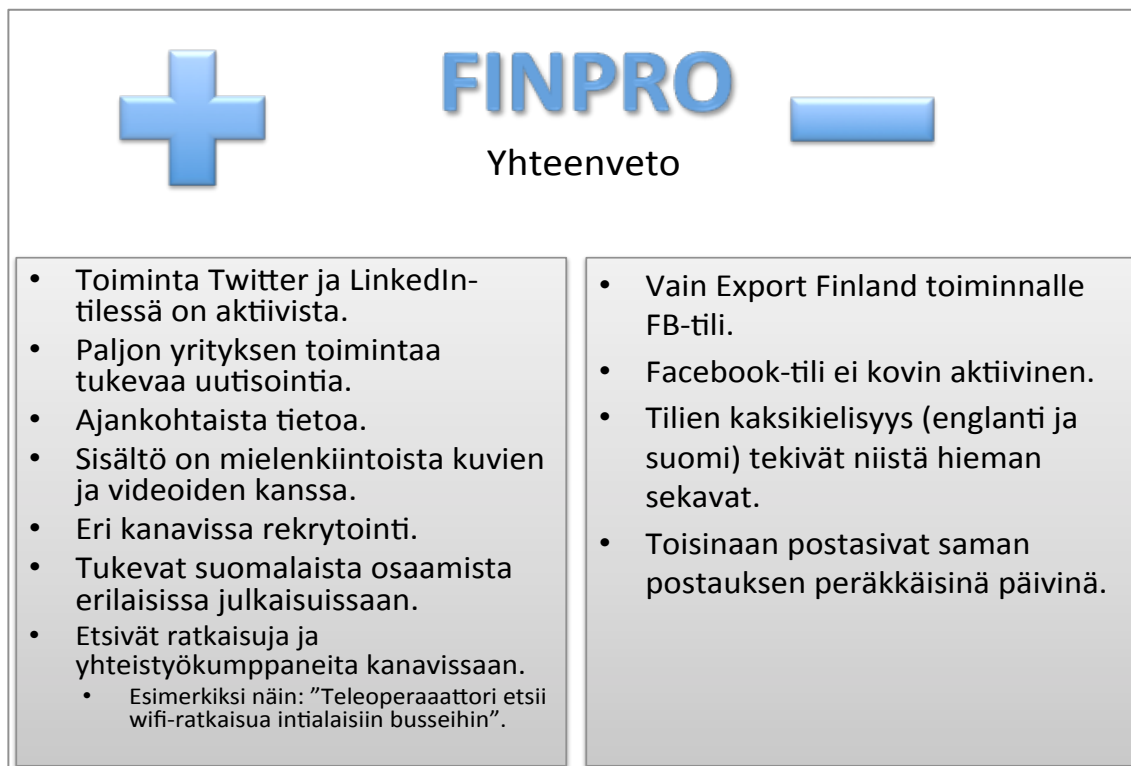 FINPRO
Yhteenveto
• Toiminta Twitter ja LinkedIn-
tilessä on aktiivista.
• Paljon yrityksen toimintaa
tukevaa uutisointia.
• Ajankohtaista tietoa.
• Sisältö on mielenkiintoista kuvien
ja videoiden kanssa.
• Eri kanavissa rekrytointi.
• Tukevat suomalaista osaamista
erilaisissa julkaisuissaan.
• Etsivät ratkaisuja ja
yhteistyökumppaneita kanavissaan.
• Esimerkiksi näin: ”Teleoperaaattori etsii
wifi-ratkaisua intialaisiin busseihin”.
• Vain Export Finland toiminnalle
FB-tili.
• Facebook-tili ei kovin aktiivinen.
• Tilien kaksikielisyys (englanti ja
suomi) tekivät niistä hieman
sekavat.
• Toisinaan postasivat saman
postauksen peräkkäisinä päivinä.